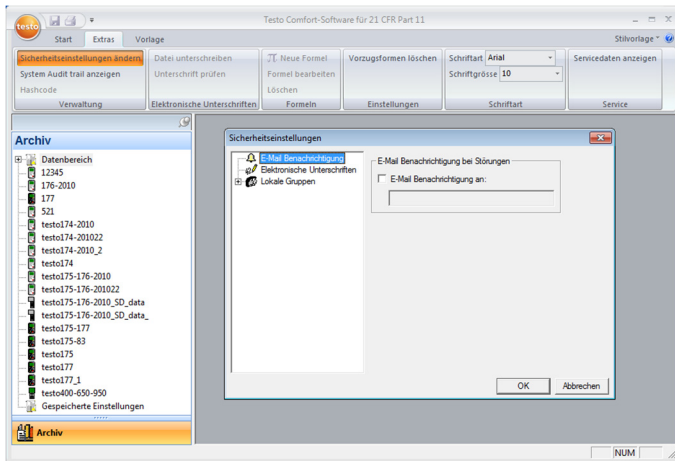 testo
Testo Comfort-Software für 21 CFR Part 11
Start Extras Vorlage
Stilvorlage
Sicherheitseinstellungen ändern
System Audit trail anzeigen
Hashcode
Verwaltung
Datei unterschreiben
Unterschrift prüfen
Elektronische Unterschriften
Neue Formel
Formel bearbeiten
Löschen
Formeln
Vorzugsformen löschen
Einstellungen
Schriftart Arial
Schriftgrösse 10
Schriftart
Servicedaten anzeigen
Service
Archiv
Datenbereich
12345
176-2010
177
521
testo174-2010
testo174-201022
testo174-2010_2
testo174
testo175-176-2010
testo175-176-201022
testo175-176-2010_SD_data
testo175-176-2010_SD_data_
testo175-177
testo175-83
testo175
testo177
testo177_1
testo400-650-950
Gespeicherte Einstellungen
Archiv
Sicherheitseinstellungen
E-Mail Benachrichtigung
Elektronische Unterschriften
Lokale Gruppen
E-Mail Benachrichtigung bei Störungen
E-Mail Benachrichtigung an:
OK Abbrechen
NUM